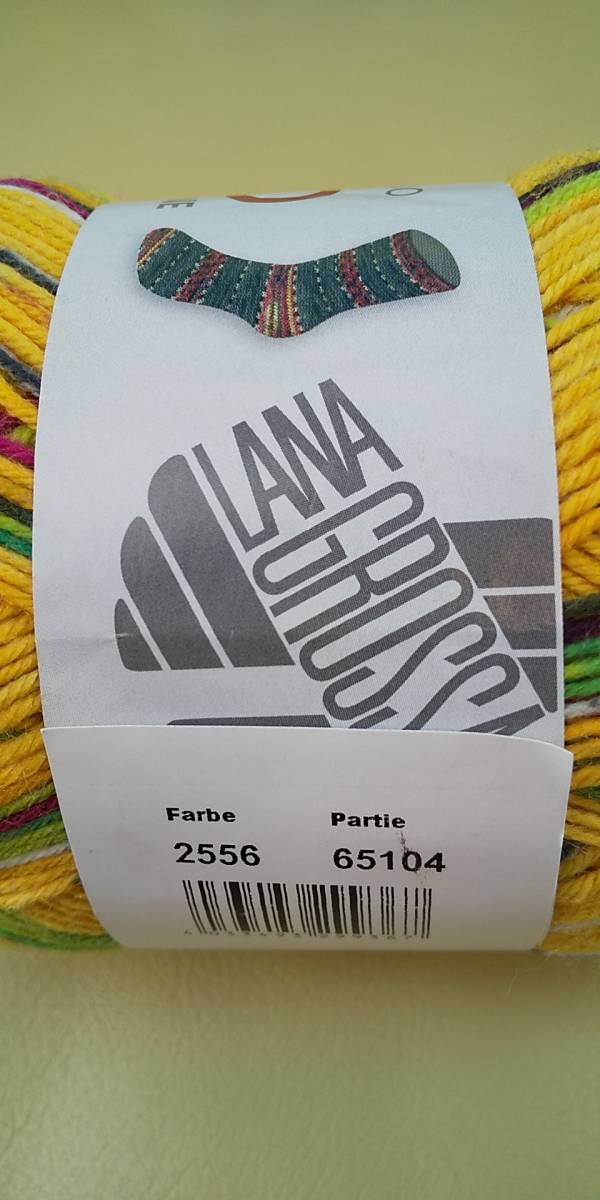 LANA
GROSSA
Farbe Partie
2556 65104